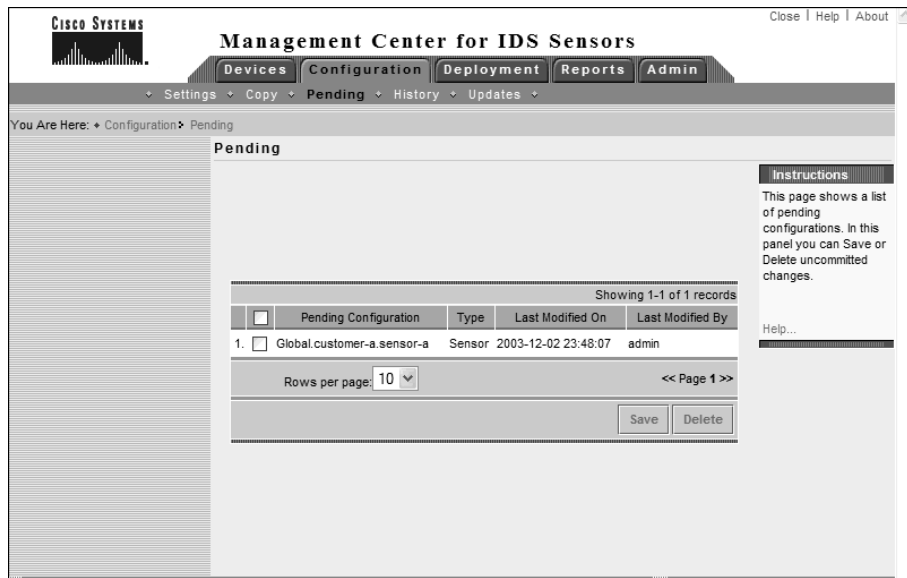 Close | Help | About
CISCO SYSTEMS
Management Center for IDS Sensors
Devices Configuration Deployment Reports Admin
Settings Copy Pending History Updates
You Are Here: Configuration Pending
Pending
Instructions
This page shows a list
of pending
configurations. In this
panel you can Save or
Delete uncommitted
changes.
Help...
Showing 1-1 of 1 records
Pending Configuration Type Last Modified On Last Modified By
1. Global.customer-a.sensor-a Sensor 2003-12-02 23:48:07 admin
Rows per page: 10 << Page 1 >>
Save Delete